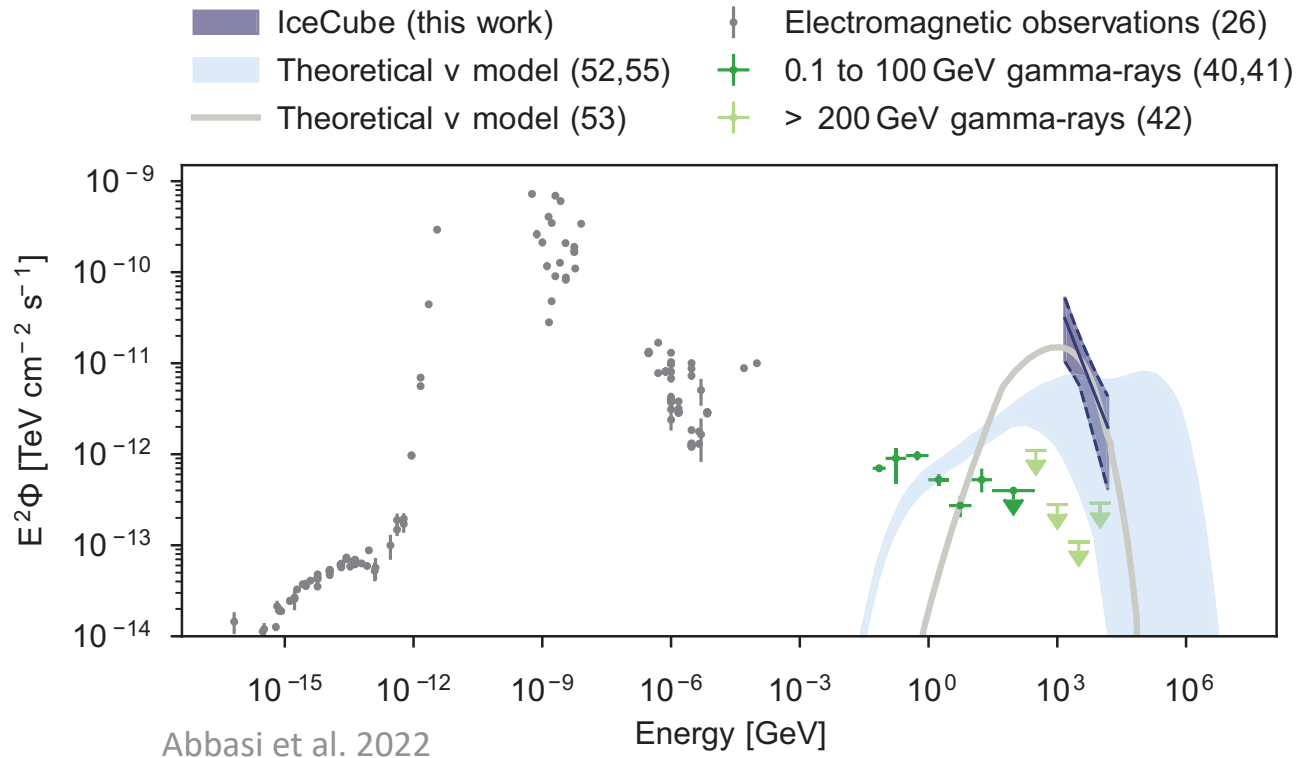 IceCube (this work)
Theoretical ν model (52,55)
Theoretical ν model (53)
Electromagnetic observations (26)
0.1 to 100 GeV gamma-rays (40,41)
> 200 GeV gamma-rays (42)
E²Φ [TeV cm⁻² s⁻¹]
10⁻⁹
10⁻¹⁰
10⁻¹¹
10⁻¹²
10⁻¹³
10⁻¹⁴
10⁻¹⁵ 10⁻¹² 10⁻⁹ 10⁻⁶ 10⁻³ 10⁰ 10³ 10⁶
Energy [GeV]
Abbasi et al. 2022